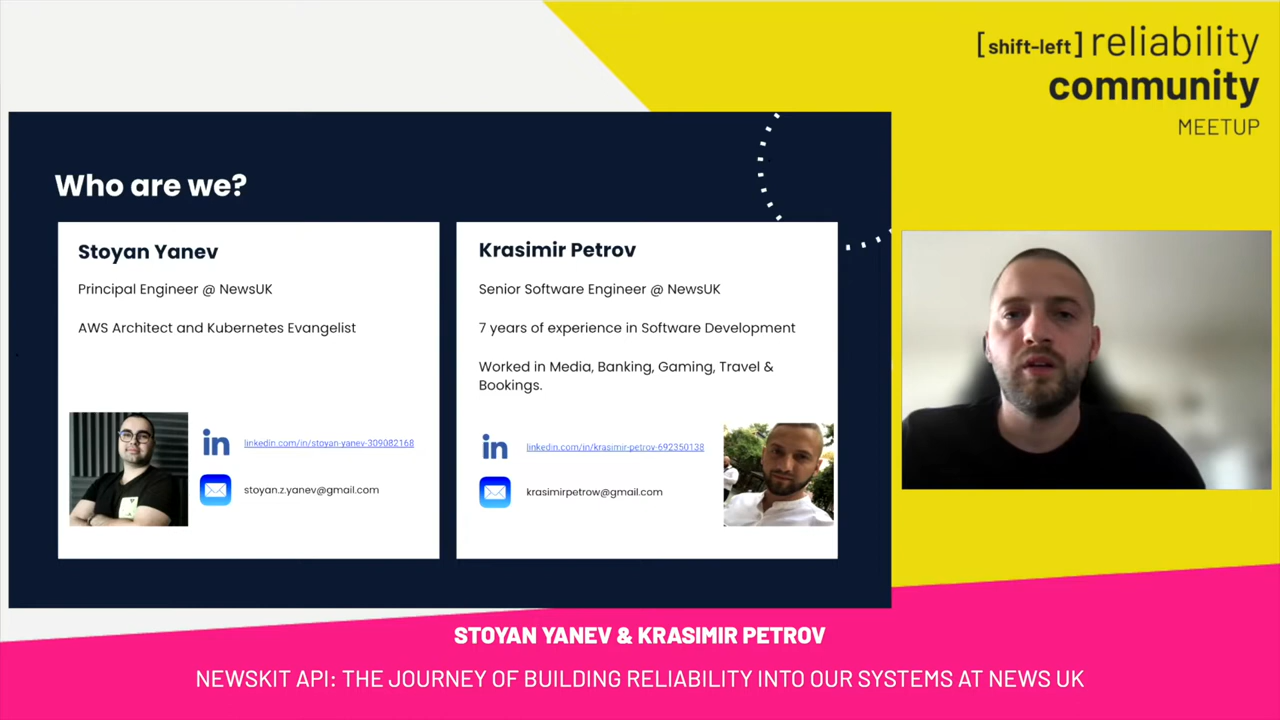 [shift-left] reliability
community
MEETUP
Who are we?
Stoyan Yanev
Principal Engineer @ NewsUK
AWS Architect and Kubernetes Evangelist
linkedin.com/in/stoyan-yanev-309082168
stoyan.z.yanev@gmail.com
Krasimir Petrov
Senior Software Engineer @ NewsUK
7 years of experience in Software Development
Worked in Media, Banking, Gaming, Travel &
Bookings.
linkedin.com/in/krasimir-petrov-692350138
krasimirpetrow@gmail.com
STOYAN YANEV & KRASIMIR PETROV
NEWSKIT API: THE JOURNEY OF BUILDING RELIABILITY INTO OUR SYSTEMS AT NEWS UK